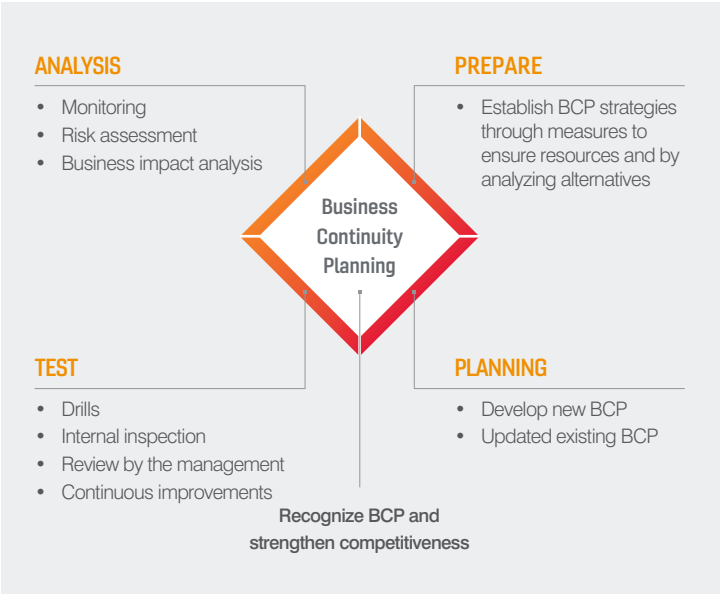 ANALYSIS
• Monitoring
• Risk assessment
• Business impact analysis
PREPARE
• Establish BCP strategies
through measures to
ensure resources and by
analyzing alternatives
Business
Continuity
Planning
TEST
• Drills
• Internal inspection
• Review by the management
• Continuous improvements
PLANNING
• Develop new BCP
• Updated existing BCP
Recognize BCP and
strengthen competitiveness